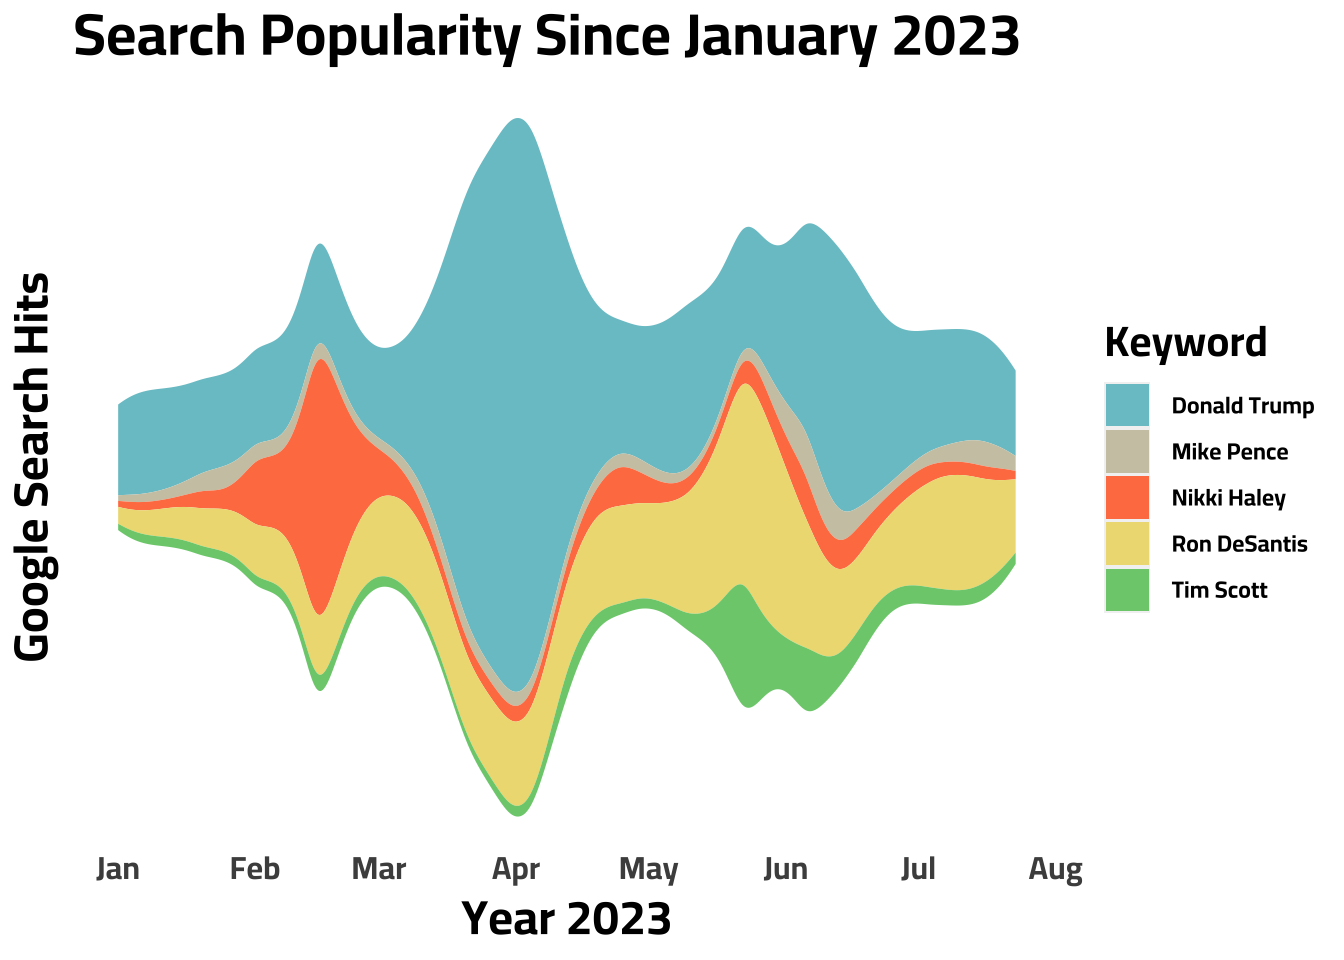 Search Popularity Since January 2023
Google Search Hits
Keyword
Donald Trump
Mike Pence
Nikki Haley
Ron DeSantis
Tim Scott
Jan Feb Mar Apr May Jun Jul Aug
Year 2023